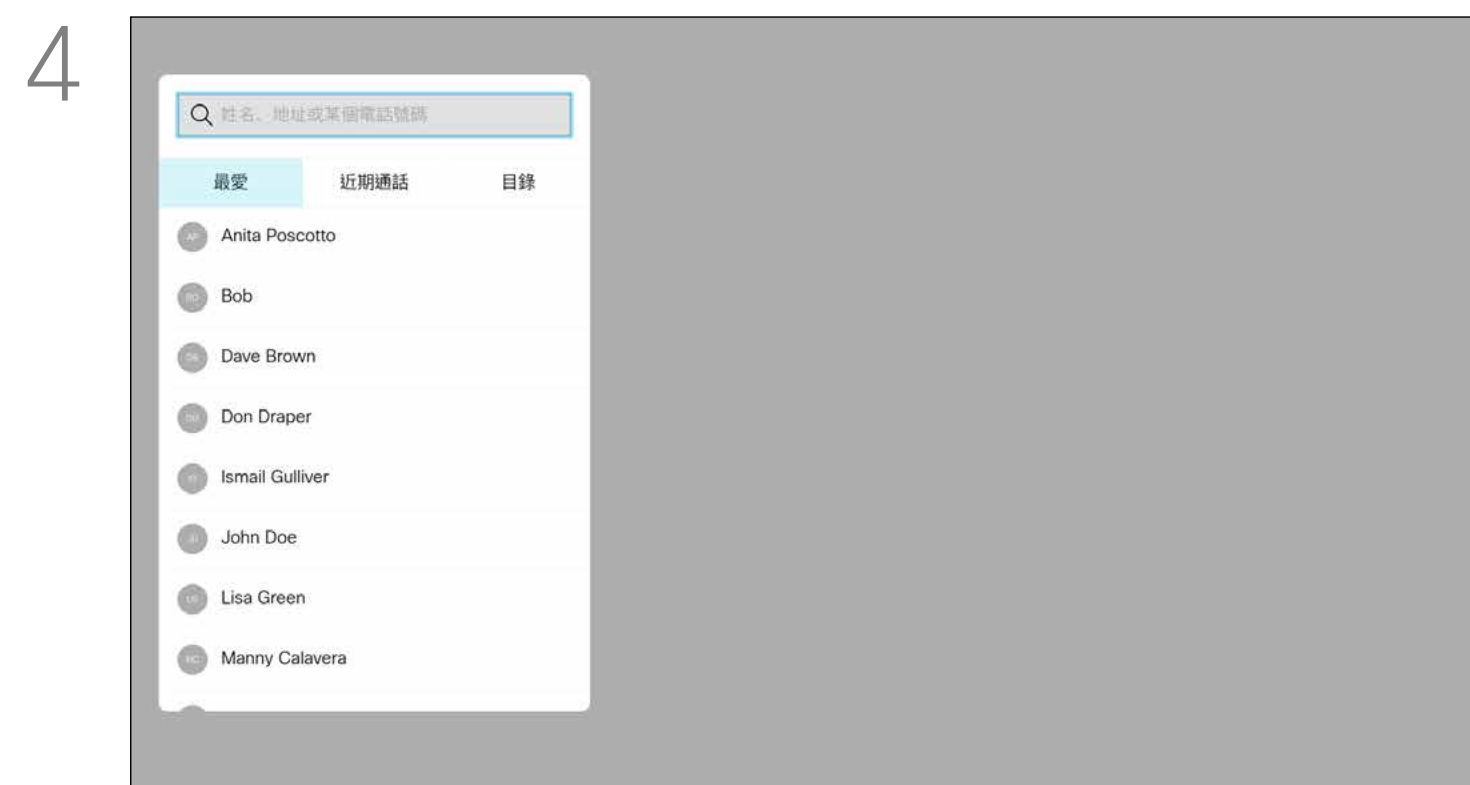 4
姓名、地址或某個電話號碼
最愛 近期通話 目錄
Anita Poscotto
Bob
Dave Brown
Don Draper
Ismail Gulliver
John Doe
Lisa Green
Manny Calavera